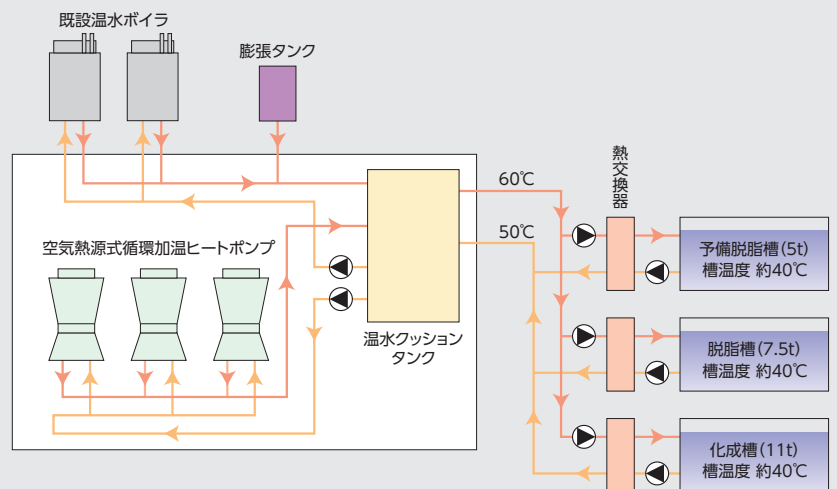 既設温水ボイラ
膨張タンク
熱交換器
60℃
50℃
空気熱源式循環加温ヒートポンプ
温水クッション
タンク
予備脱脂槽(5t)
槽温度 約40℃
脱脂槽(7.5t)
槽温度 約40℃
化成槽(11t)
槽温度 約40℃